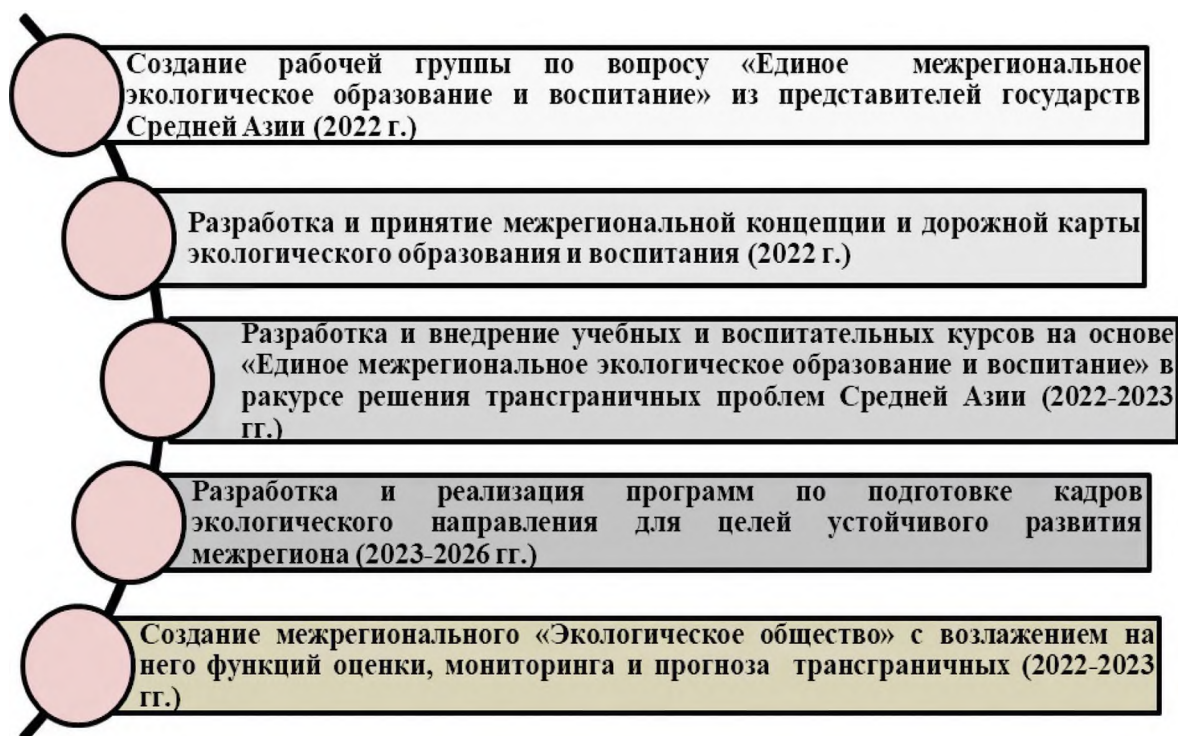 Создание рабочей группы по вопросу «Единое межрегиональное
экологическое образование и воспитание» из представителей государств
Средней Азии (2022 г.)
Разработка и принятие межрегиональной концепции и дорожной карты
экологического образования и воспитания (2022 г.)
Разработка и внедрение учебных и воспитательных курсов на основе
«Единое межрегиональное экологическое образование и воспитание» в
ракурсе решения трансграничных проблем Средней Азии (2022-2023
гг.)
Разработка и реализация программ по подготовке кадров
экологического направления для целей устойчивого развития
межрегиона (2023-2026 гг.)
Создание межрегионального «Экологическое общество» с возлажением на
него функций оценки, мониторинга и прогноза трансграничных (2022-2023
гг.)